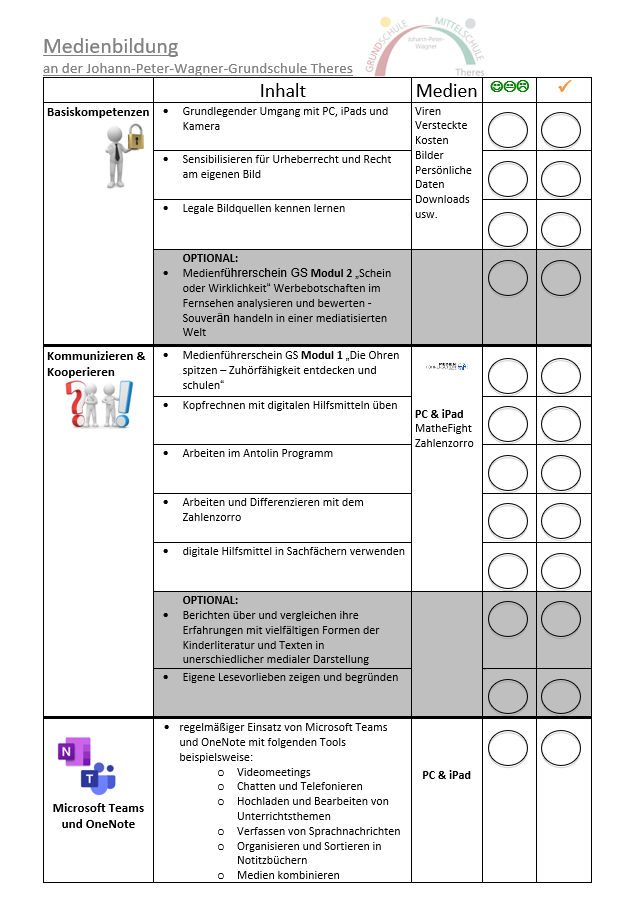 Medienbildung
an der Johann-Peter-Wagner-Grundschule Theres
GRUNDSCHULE
MITTELSCHULE
Johann-Peter-
Wagner
Theres
Inhalt
Medien
Basiskompetenzen
• Grundlegender Umgang mit PC, iPads und
Kamera
Viren
Versteckte
Kosten
Bilder
Persönliche
Daten
Downloads
usw.
• Sensibilisieren für Urheberrecht und Recht
am eigenen Bild
• Legale Bildquellen kennen lernen
OPTIONAL:
• Medienführerschein GS Modul 2 „Schein
oder Wirklichkeit“ Werbebotschaften im
Fernsehen analysieren und bewerten -
Souverän handeln in einer mediatisierten
Welt
Kommunizieren &
Kooperieren
• Medienführerschein GS Modul 1 „Die Ohren
spitzen – Zuhörfähigkeit entdecken und
schulen“
• Kopfrechnen mit digitalen Hilfsmitteln üben
PC & iPad
MatheFight
Zahlenzorro
• Arbeiten im Antolin Programm
• Arbeiten und Differenzieren mit dem
Zahlenzorro
• digitale Hilfsmittel in Sachfächern verwenden
OPTIONAL:
• Berichten über und vergleichen ihre
Erfahrungen mit vielfältigen Formen der
Kinderliteratur und Texten in
unerschiedlicher medialer Darstellung
• Eigene Lesevorlieben zeigen und begründen
N
T
Microsoft Teams
und OneNote
• regelmäßiger Einsatz von Microsoft Teams
und OneNote mit folgenden Tools
beispielsweise:
o Videomeetings
o Chatten und Telefonieren
o Hochladen und Bearbeiten von
Unterrichtsthemen
o Verfassen von Sprachnachrichten
o Organisieren und Sortieren in
Notitzbüchern
o Medien kombinieren
PC & iPad